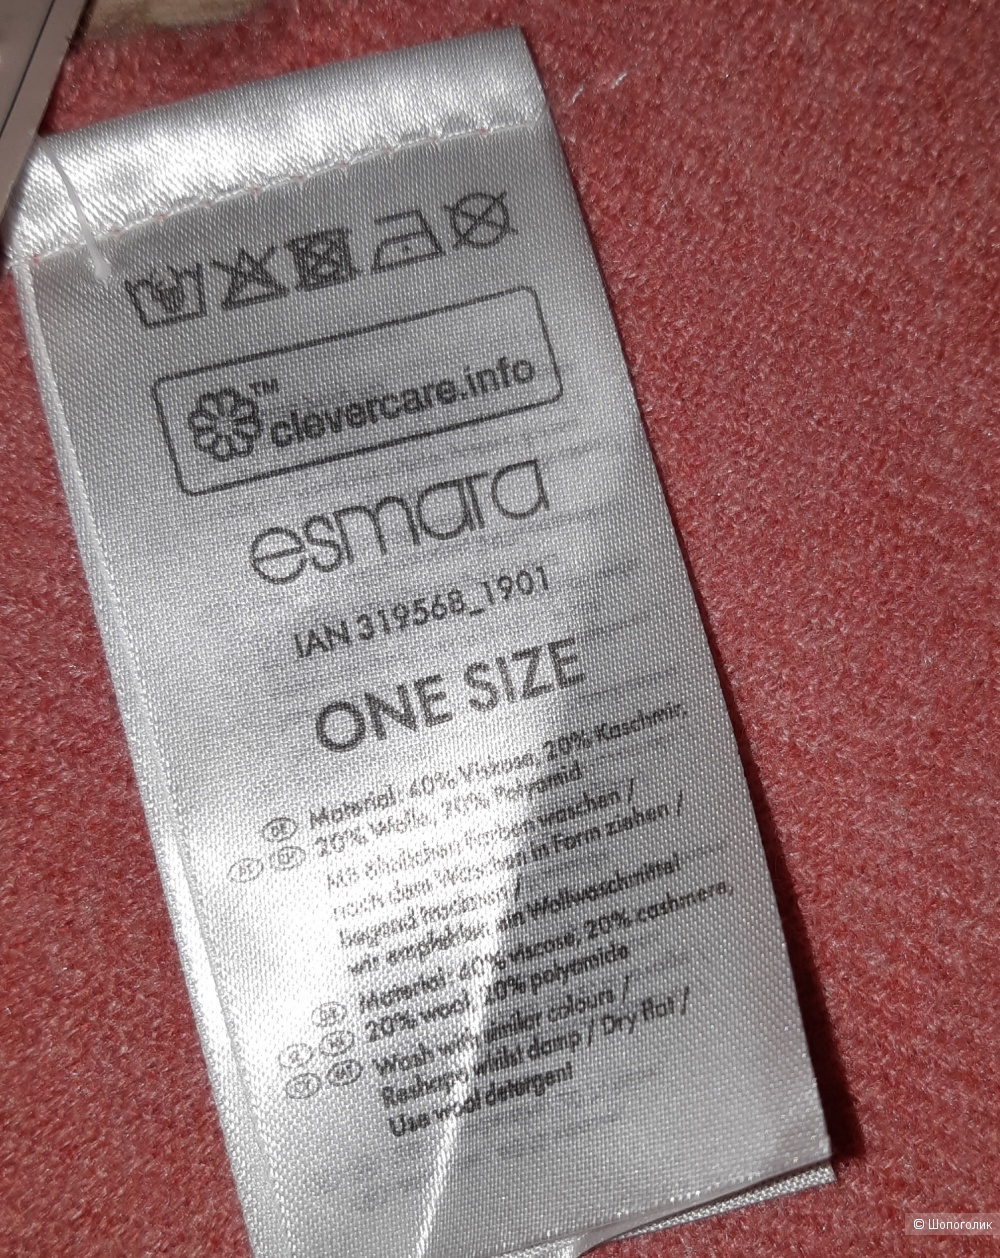 TM
clevercare.info
esmara
IAN 319568_1901
ONE SIZE
DE Material: 40% Viskose, 20% Kaschmir,
20% Wolle, 20% Polyamid
Mit ähnlichen Farben waschen /
nach dem Waschen in Form ziehen /
liegend trocknen /
wir empfehlen ein Wollwaschmittel
Material: 40% viscose, 20% cashmere,
20% wool, 20% polyamide
Wash with similar colours /
Reshape whilst damp / Dry flat /
Use wool detergent
© Шопоголик